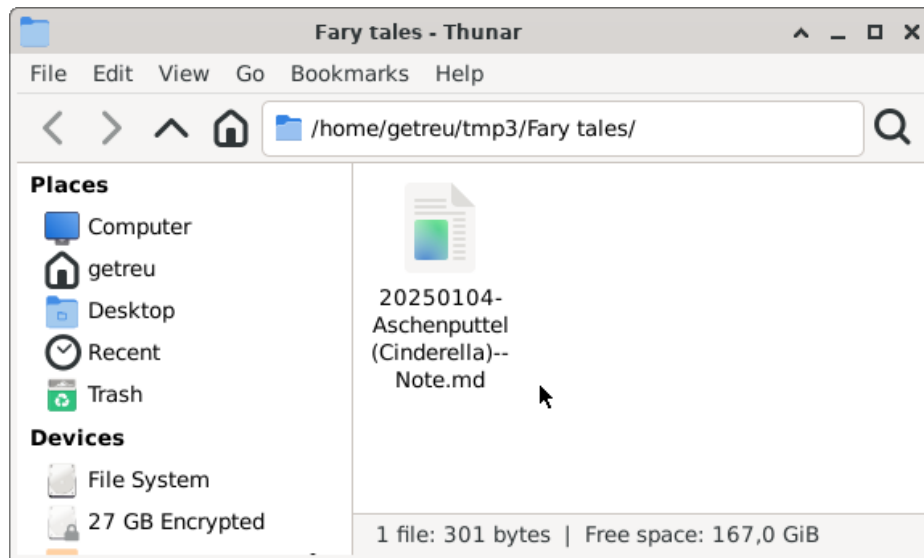 Fary tales - Thunar
File Edit View Go Bookmarks Help
/home/getreu/tmp3/Fary tales/
Places
Computer
getreu
Desktop
Recent
Trash
Devices
File System
27 GB Encrypted
20250104-
Aschenputtel
(Cinderella)--
Note.md
1 file: 301 bytes | Free space: 167,0 GiB